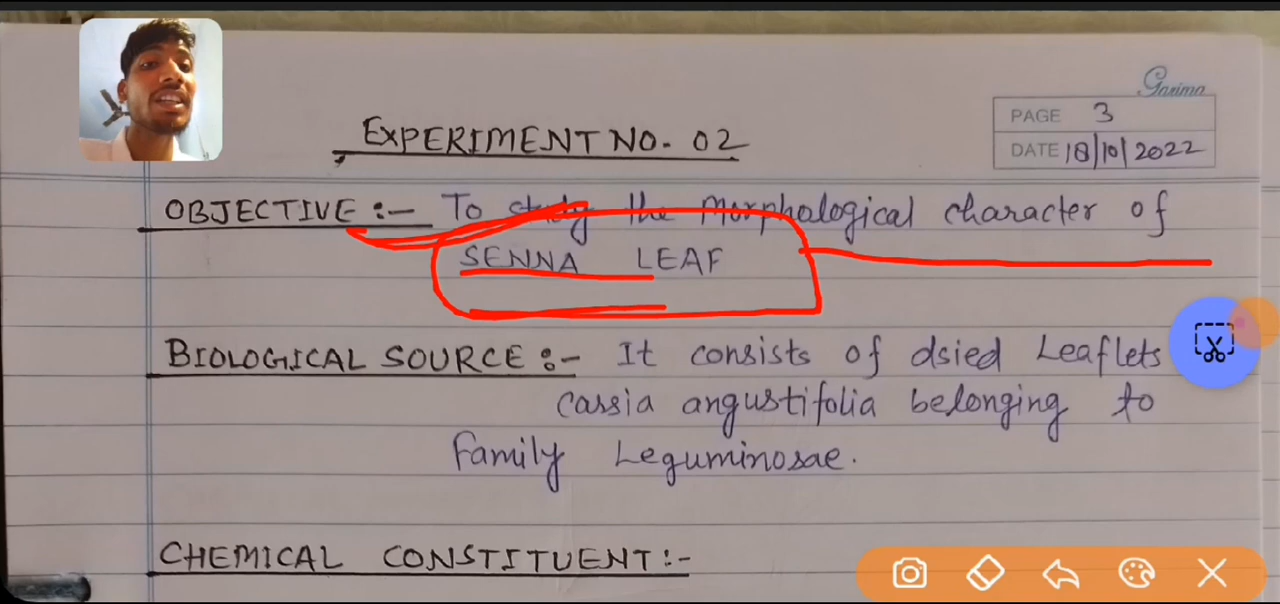 Garima
PAGE 3
DATE 18/10/2022
EXPERIMENT NO. 02
OBJECTIVE :- To study the Morphalogical character of
SENNA LEAF
BIOLOGICAL SOURCE :- It consists of dsied Leaflets
cassia angustifolia belonging to
Family Leguminosae.
CHEMICAL CONSTITUENT :-